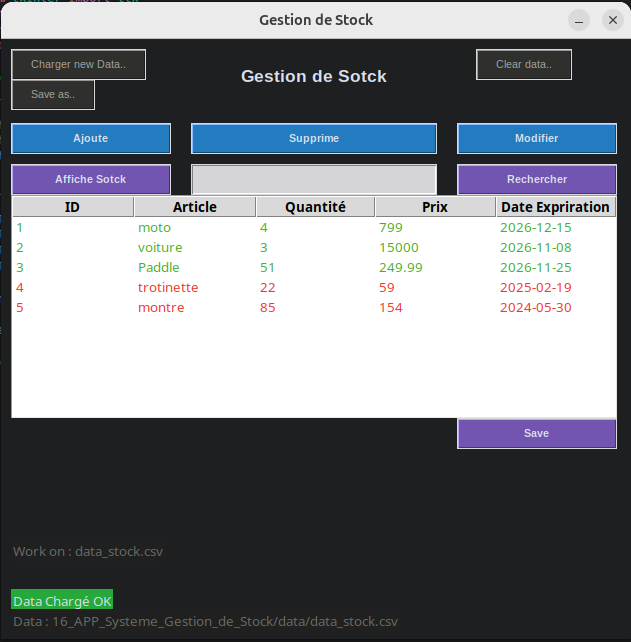 Gestion de Stock
Charger new Data..
Gestion de Sotck
Clear data..
Save as..
Ajoute Supprime Modifier
Affiche Sotck Rechercher
ID Article Quantité Prix Date Expriration
1 moto 4 799 2026-12-15
2 voiture 3 15000 2026-11-08
3 Paddle 51 249.99 2026-11-25
4 trotinette 22 59 2025-02-19
5 montre 85 154 2024-05-30
Save
Work on : data_stock.csv
Data Chargé OK
Data : 16_APP_Systeme_Gestion_de_Stock/data/data_stock.csv